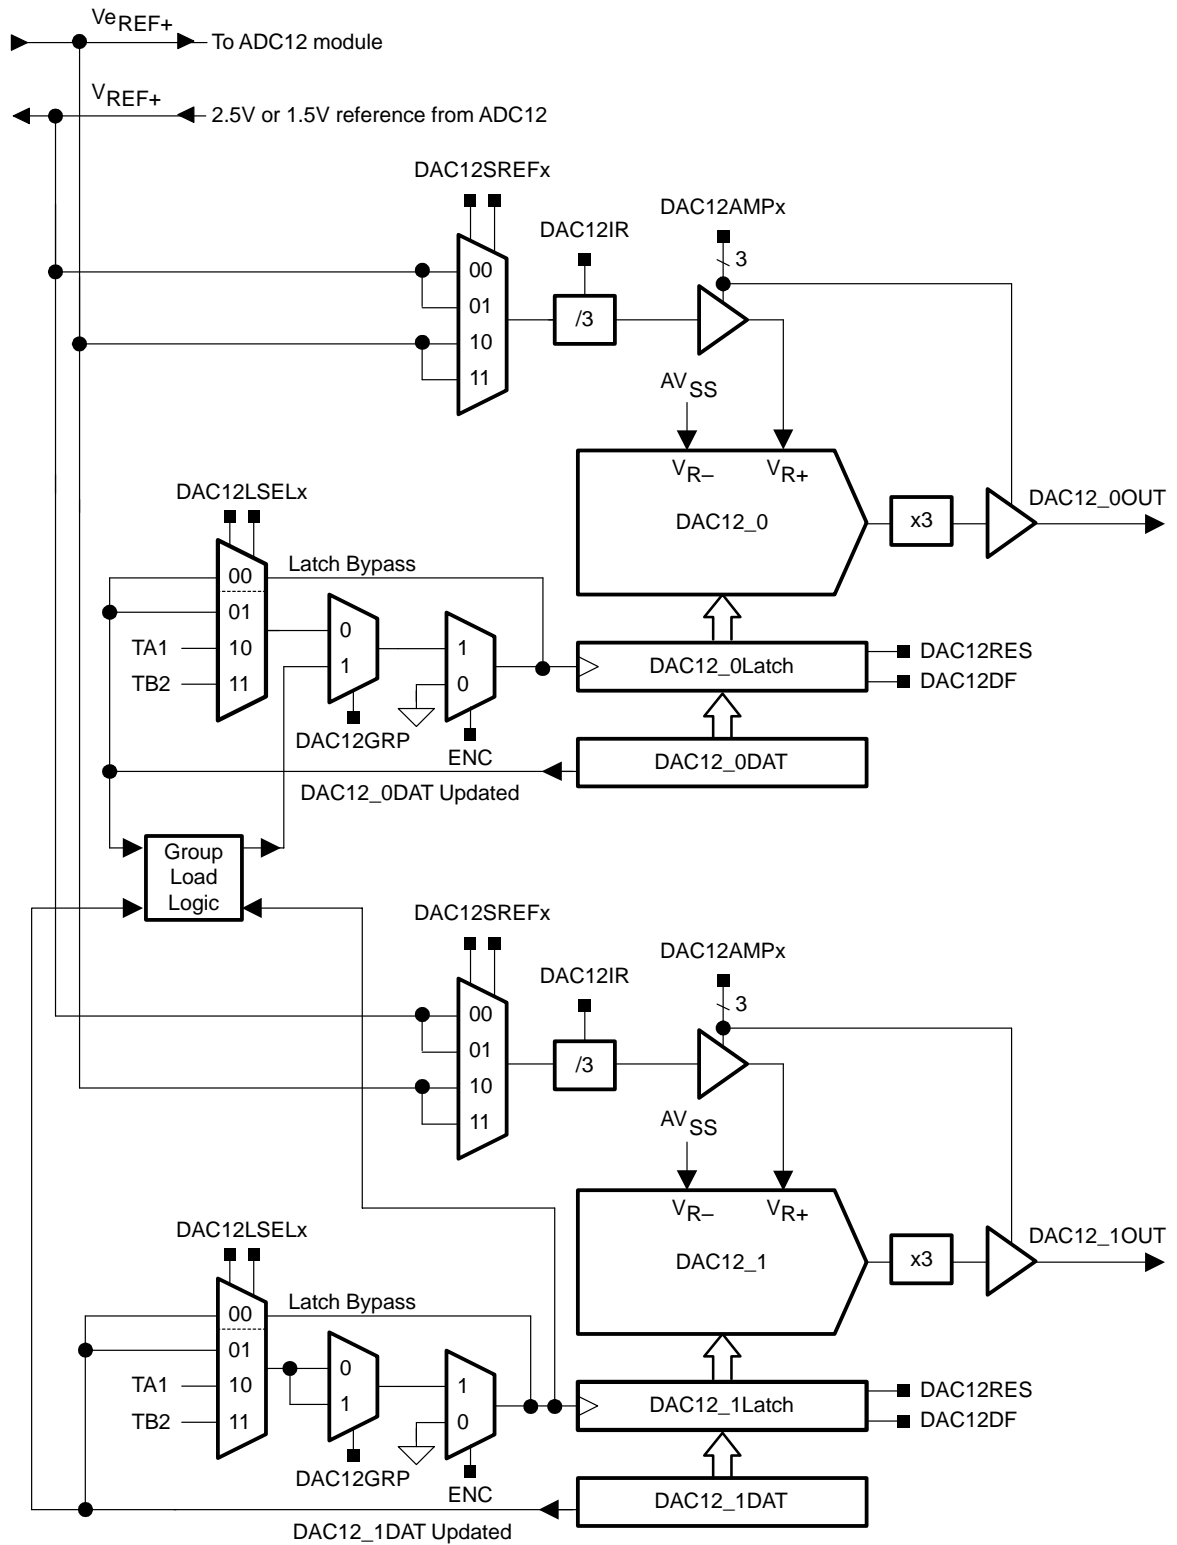 VeREF+
To ADC12 module
VREF+
2.5V or 1.5V reference from ADC12
DAC12SREFx
DAC12AMPx
DAC12IR
3
00
01
10
11
/3
AVSS
VR–
VR+
DAC12_0
x3
DAC12_0OUT
DAC12LSELx
Latch Bypass
00
01
TA1
10
TB2
11
0
1
1
0
DAC12GRP
ENC
DAC12_0Latch
DAC12RES
DAC12DF
DAC12_0DAT
DAC12_0DAT Updated
Group
Load
Logic
DAC12SREFx
DAC12AMPx
DAC12IR
3
00
01
10
11
/3
AVSS
VR–
VR+
DAC12_1
x3
DAC12_1OUT
DAC12LSELx
Latch Bypass
00
01
TA1
10
TB2
11
0
1
1
0
DAC12GRP
ENC
DAC12_1Latch
DAC12RES
DAC12DF
DAC12_1DAT
DAC12_1DAT Updated